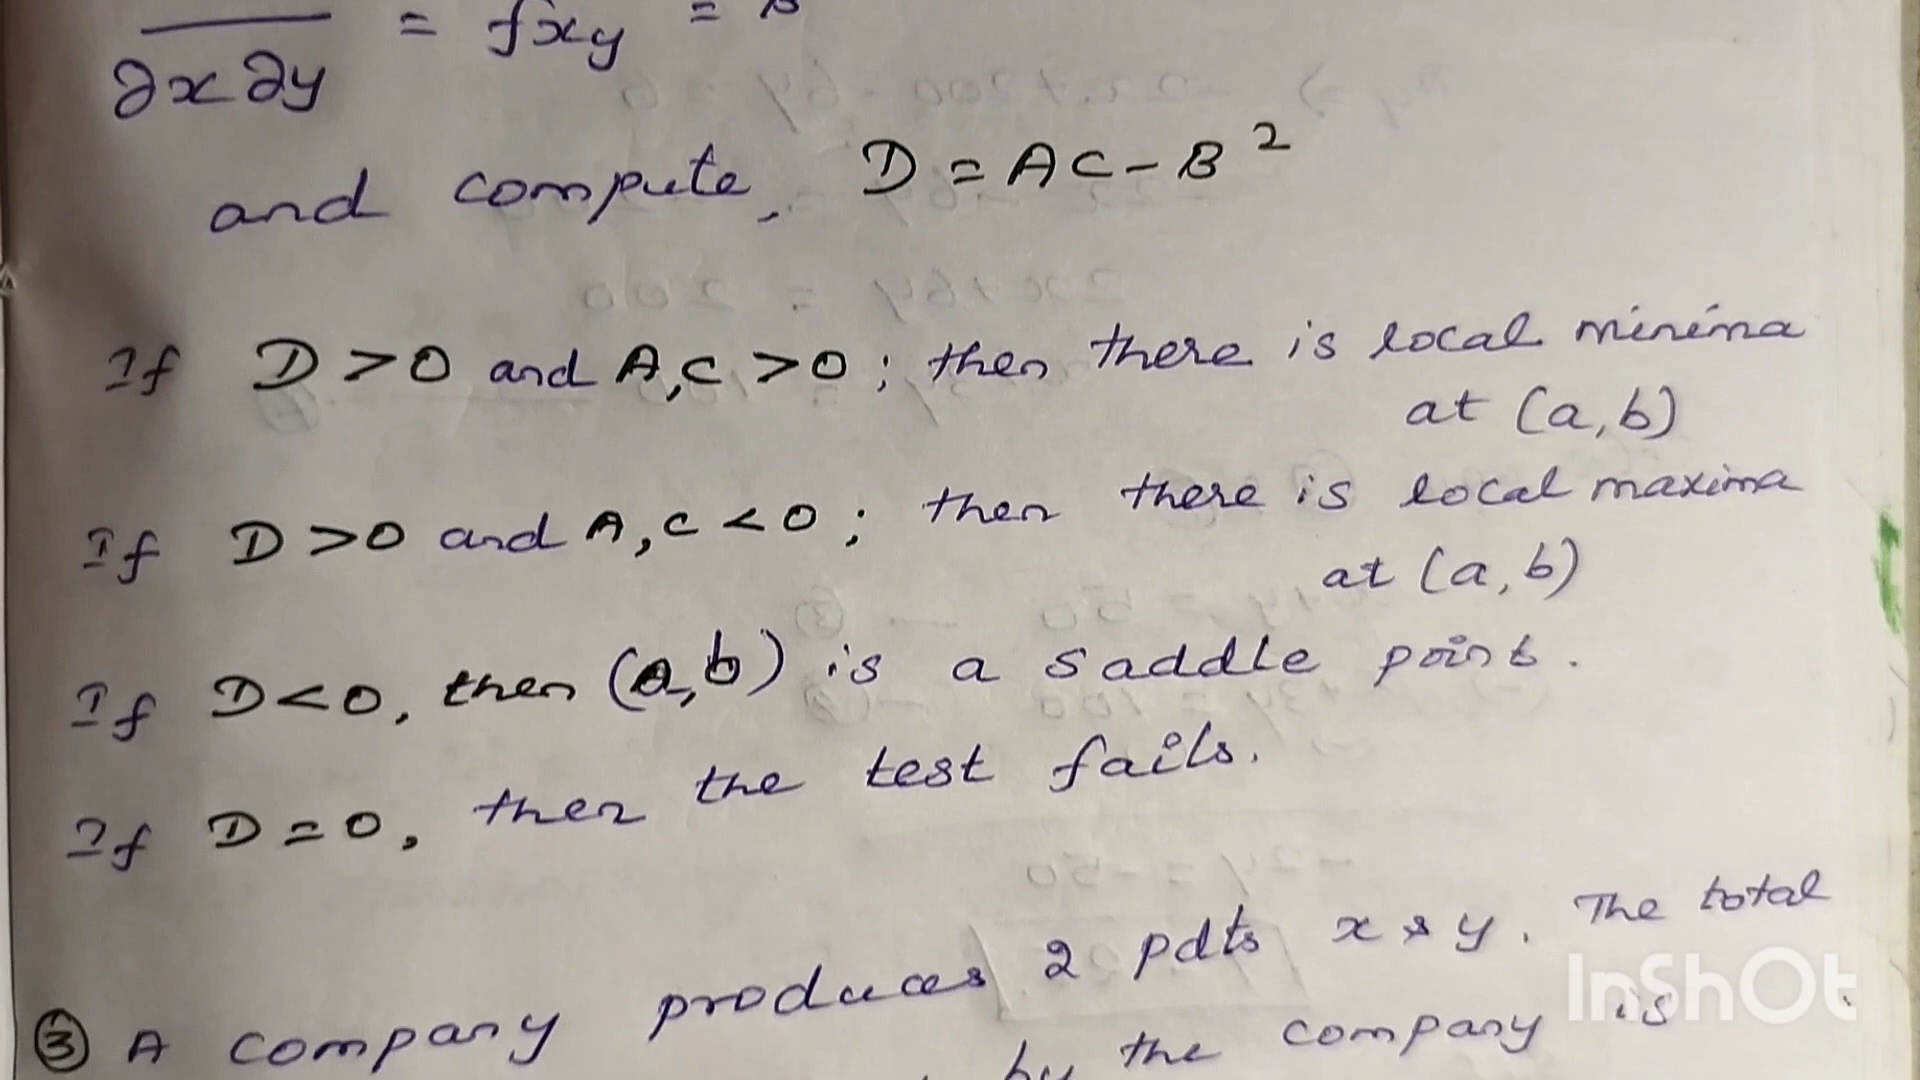 ∂x ∂y = fxy = B
and compute, D = AC - B²
If D > 0 and A, C > 0 ; then there is local minima
at (a, b)
If D > 0 and A, C < 0 ; then there is local maxima
at (a, b)
If D < 0, then (a, b) is a saddle point.
If D = 0, then the test fails.
③ A company produces 2 pdts x & y. The total
by the company is
InShOt